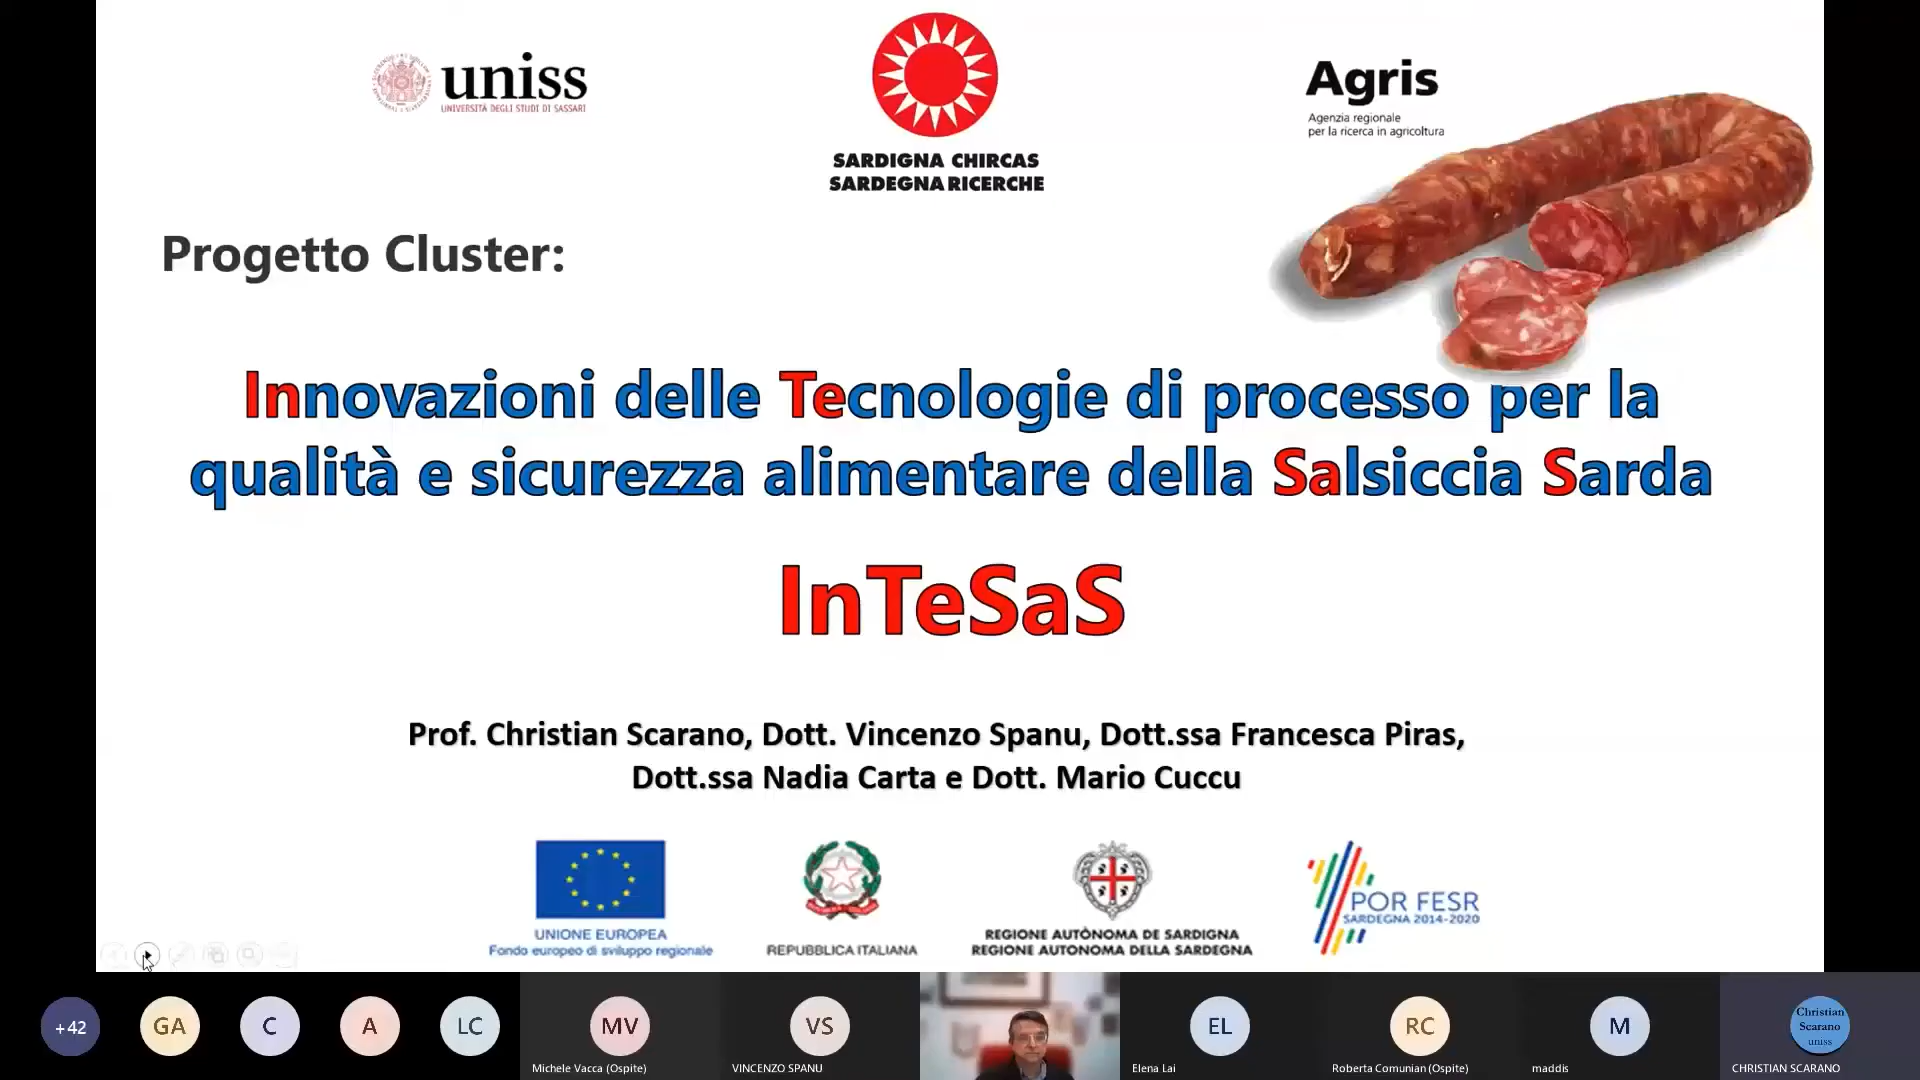 uniss
UNIVERSITÀ DEGLI STUDI DI SASSARI
SARDIGNA CHIRCAS
SARDEGNA RICERCHE
Agris
Agenzia regionale
per la ricerca in agricoltura
Progetto Cluster:
Innovazioni delle Tecnologie di processo per la
qualità e sicurezza alimentare della Salsiccia Sarda
InTeSaS
Prof. Christian Scarano, Dott. Vincenzo Spanu, Dott.ssa Francesca Piras,
Dott.ssa Nadia Carta e Dott. Mario Cuccu
UNIONE EUROPEA
Fondo europeo di sviluppo regionale
REPUBBLICA ITALIANA
REGIONE AUTÒNOMA DE SARDIGNA
REGIONE AUTONOMA DELLA SARDEGNA
POR FESR
SARDEGNA 2014-2020
+42
GA
C
A
LC
MV
Michele Vacca (Ospite)
VS
VINCENZO SPANU
EL
Elena Lai
RC
Roberta Comunian (Ospite)
M
maddis
Christian
Scarano
uniss
CHRISTIAN SCARANO